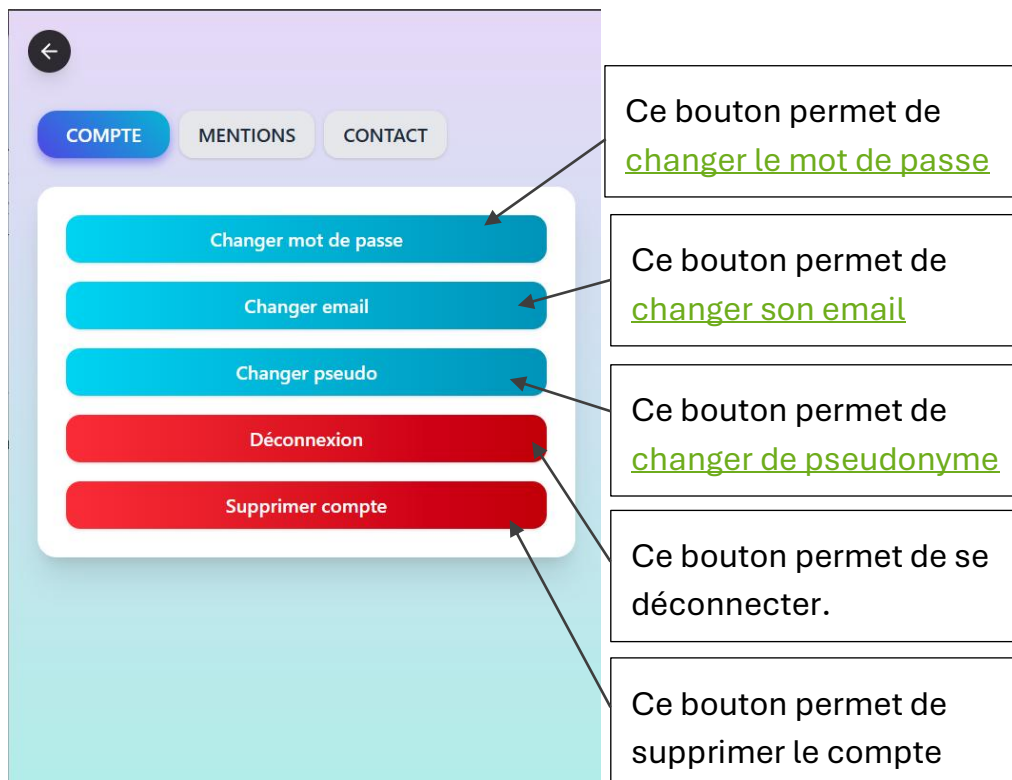 COMPTE MENTIONS CONTACT
Changer mot de passe
Changer email
Changer pseudo
Déconnexion
Supprimer compte
Ce bouton permet de
changer le mot de passe
Ce bouton permet de
changer son email
Ce bouton permet de
changer de pseudonyme
Ce bouton permet de se
déconnecter.
Ce bouton permet de
supprimer le compte